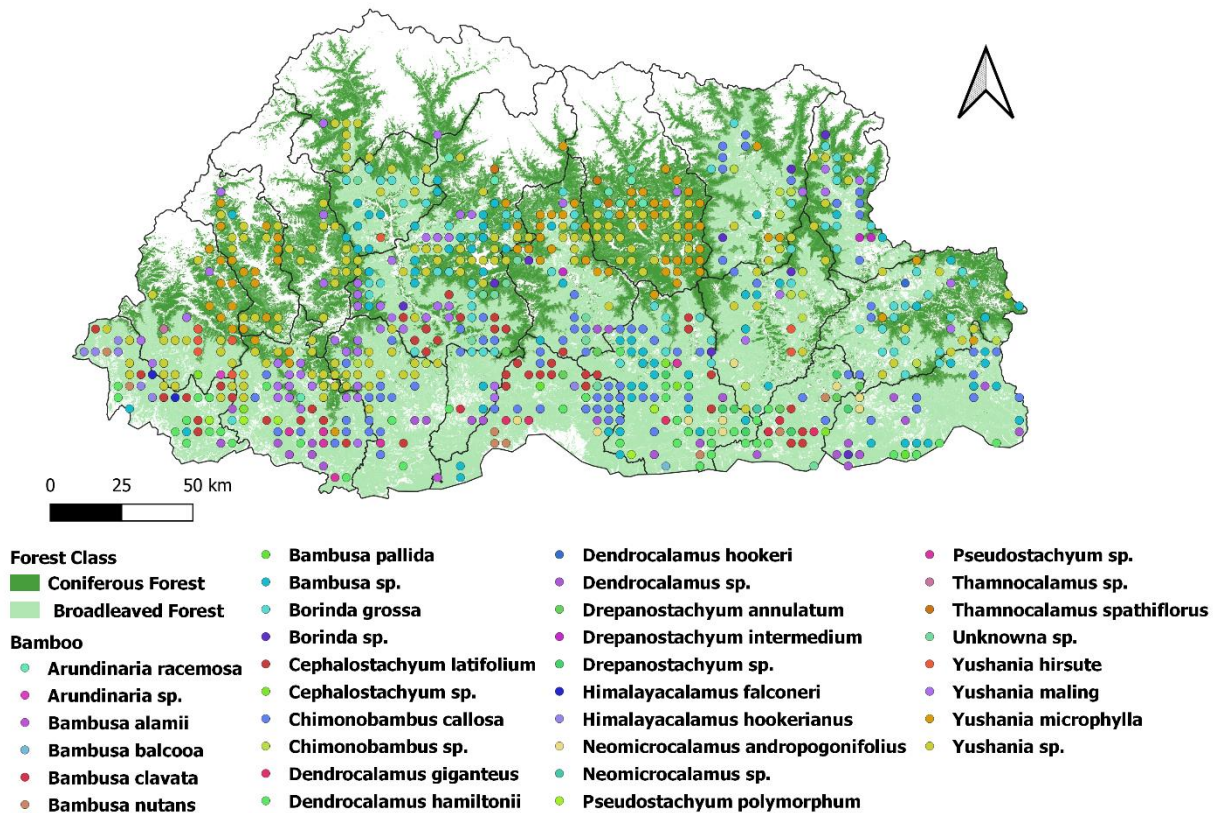 0 25 50 km
Forest Class
Coniferous Forest
Broadleaved Forest
Bamboo
Arundinaria racemosa
Arundinaria sp.
Bambusa alamii
Bambusa balcooa
Bambusa clavata
Bambusa nutans
Bambusa pallida
Bambusa sp.
Borinda grossa
Borinda sp.
Cephalostachyum latifolium
Cephalostachyum sp.
Chimonobambus callosa
Chimonobambus sp.
Dendrocalamus giganteus
Dendrocalamus hamiltonii
Dendrocalamus hookeri
Dendrocalamus sp.
Drepanostachyum annulatum
Drepanostachyum intermedium
Drepanostachyum sp.
Himalayacalamus falconeri
Himalayacalamus hookerianus
Neomicrocalamus andropogonifolius
Neomicrocalamus sp.
Pseudostachyum polymorphum
Pseudostachyum sp.
Thamnocalamus sp.
Thamnocalamus spathiflorus
Unknowna sp.
Yushania hirsute
Yushania maling
Yushania microphylla
Yushania sp.